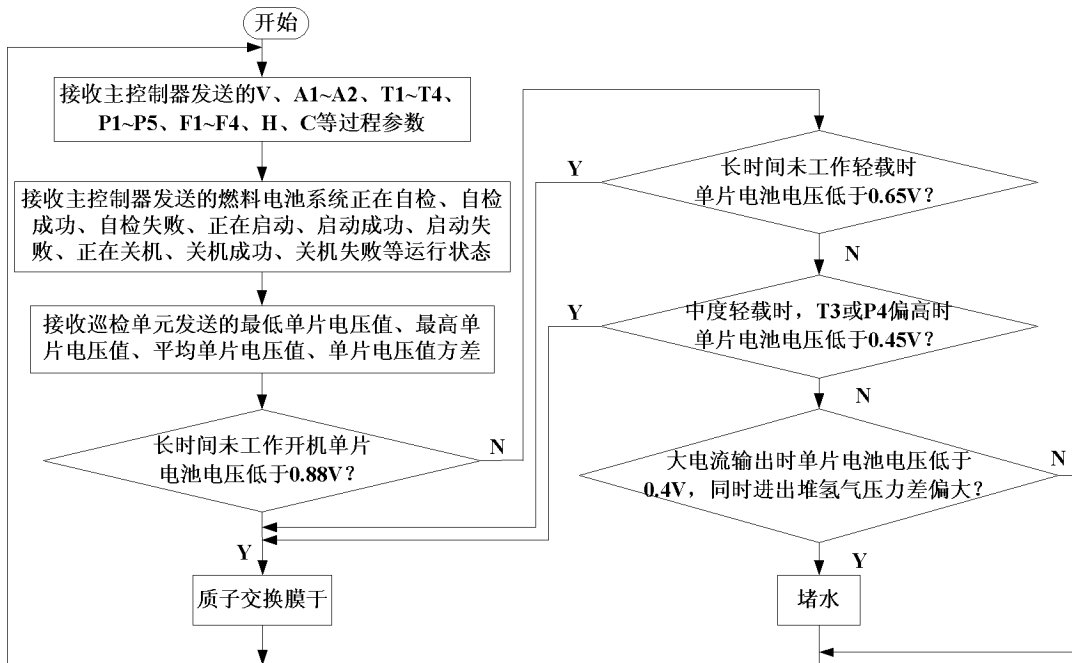 开始
接收主控制器发送的V、A1~A2、T1~T4、
P1~P5、F1~F4、H、C等过程参数
接收主控制器发送的燃料电池系统正在自检、自检
成功、自检失败、正在启动、启动成功、启动失
败、正在关机、关机成功、关机失败等运行状态
接收巡检单元发送的最低单片电压值、最高单
片电压值、平均单片电压值、单片电压值方差
长时间未工作开机单片
电池电压低于0.88V？
N
Y
质子交换膜干
长时间未工作轻载时
单片电池电压低于0.65V？
Y
N
中度轻载时，T3或P4偏高时
单片电池电压低于0.45V？
Y
N
大电流输出时单片电池电压低于
0.4V，同时进出堆氢气压力差偏大？
N
Y
堵水